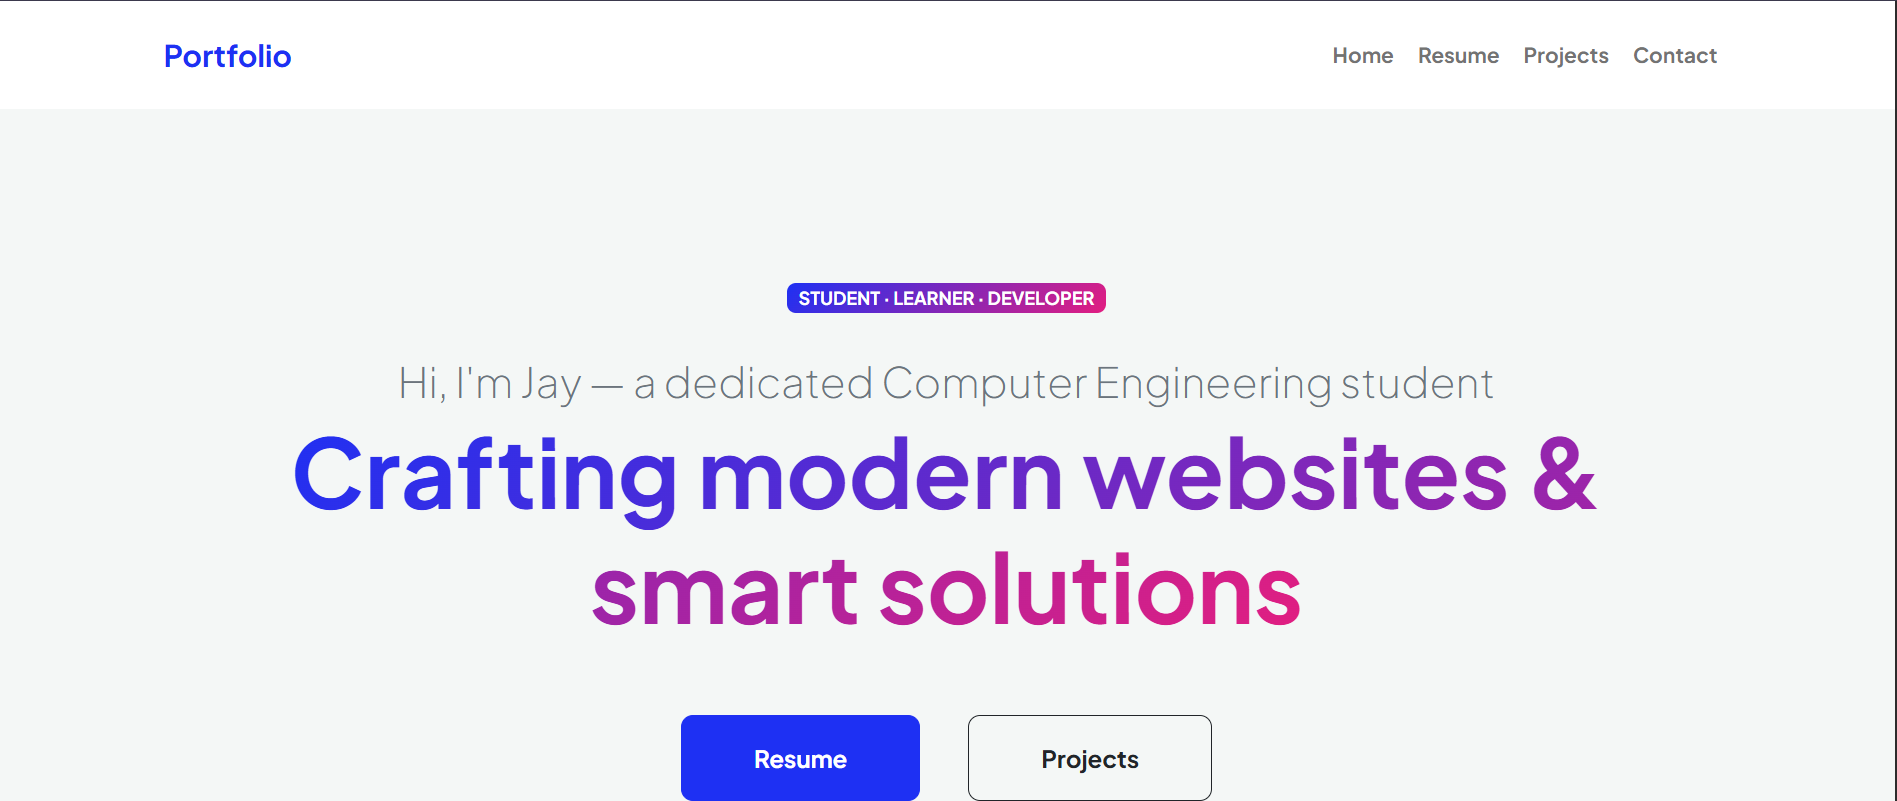 Portfolio
Home Resume Projects Contact
STUDENT · LEARNER · DEVELOPER
Hi, I'm Jay — a dedicated Computer Engineering student
Crafting modern websites &
smart solutions
Resume Projects